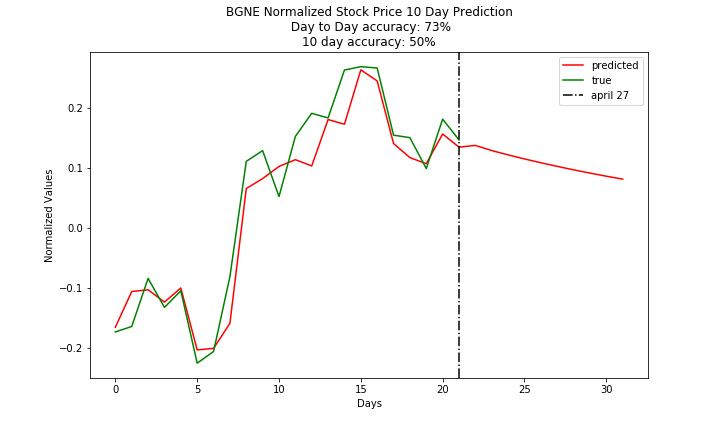 BGNE Normalized Stock Price 10 Day Prediction
Day to Day accuracy: 73%
10 day accuracy: 50%
predicted
true
april 27
0.2
0.1
0.0
−0.1
−0.2
Normalized Values
0 5 10 15 20 25 30
Days